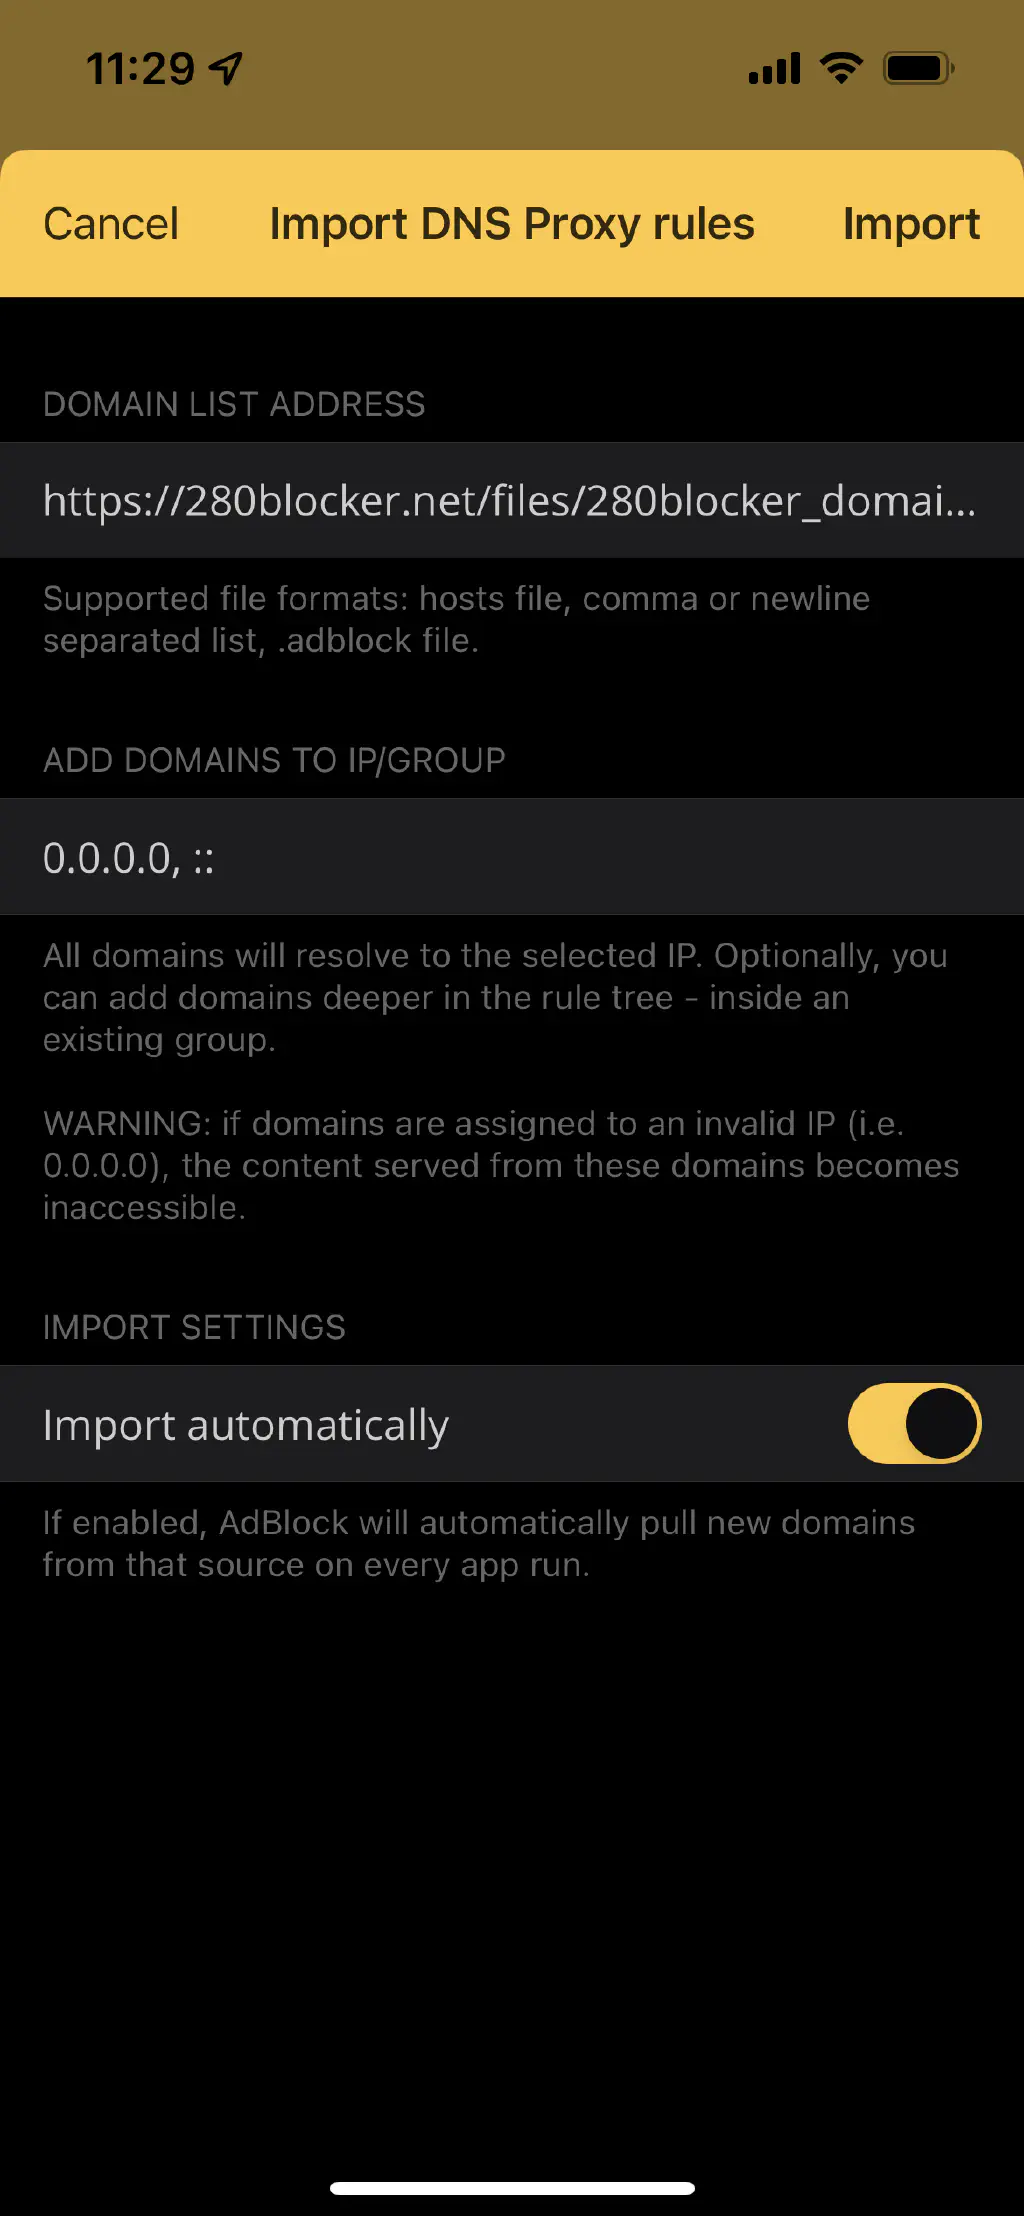 11:29
Cancel Import DNS Proxy rules Import
DOMAIN LIST ADDRESS
https://280blocker.net/files/280blocker_domai...
Supported file formats: hosts file, comma or newline
separated list, .adblock file.
ADD DOMAINS TO IP/GROUP
0.0.0.0, ::
All domains will resolve to the selected IP. Optionally, you
can add domains deeper in the rule tree - inside an
existing group.
WARNING: if domains are assigned to an invalid IP (i.e.
0.0.0.0), the content served from these domains becomes
inaccessible.
IMPORT SETTINGS
Import automatically
If enabled, AdBlock will automatically pull new domains
from that source on every app run.